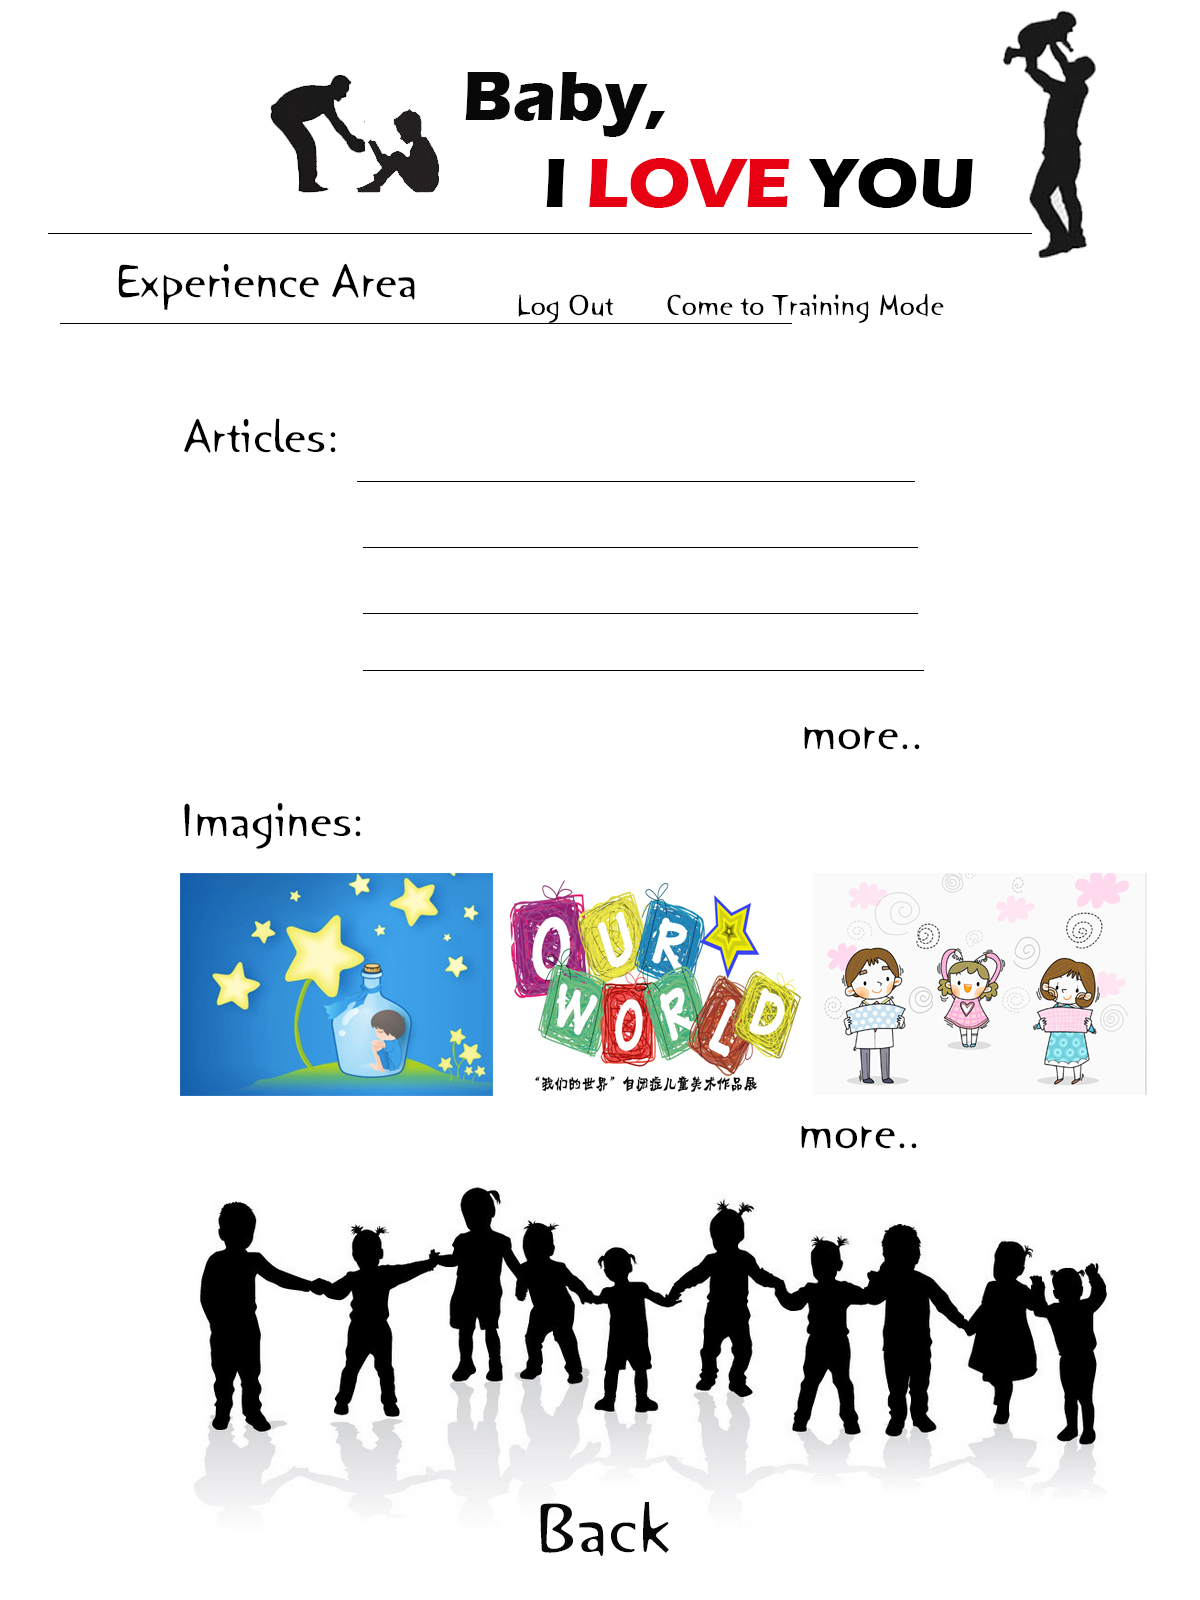 Baby,
I LOVE YOU
Experience Area
Log Out
Come to Training Mode
Articles:
more..
Imagines:
OUR
WORLD
“我们的世界”自闭症儿童美术作品展
more..
Back